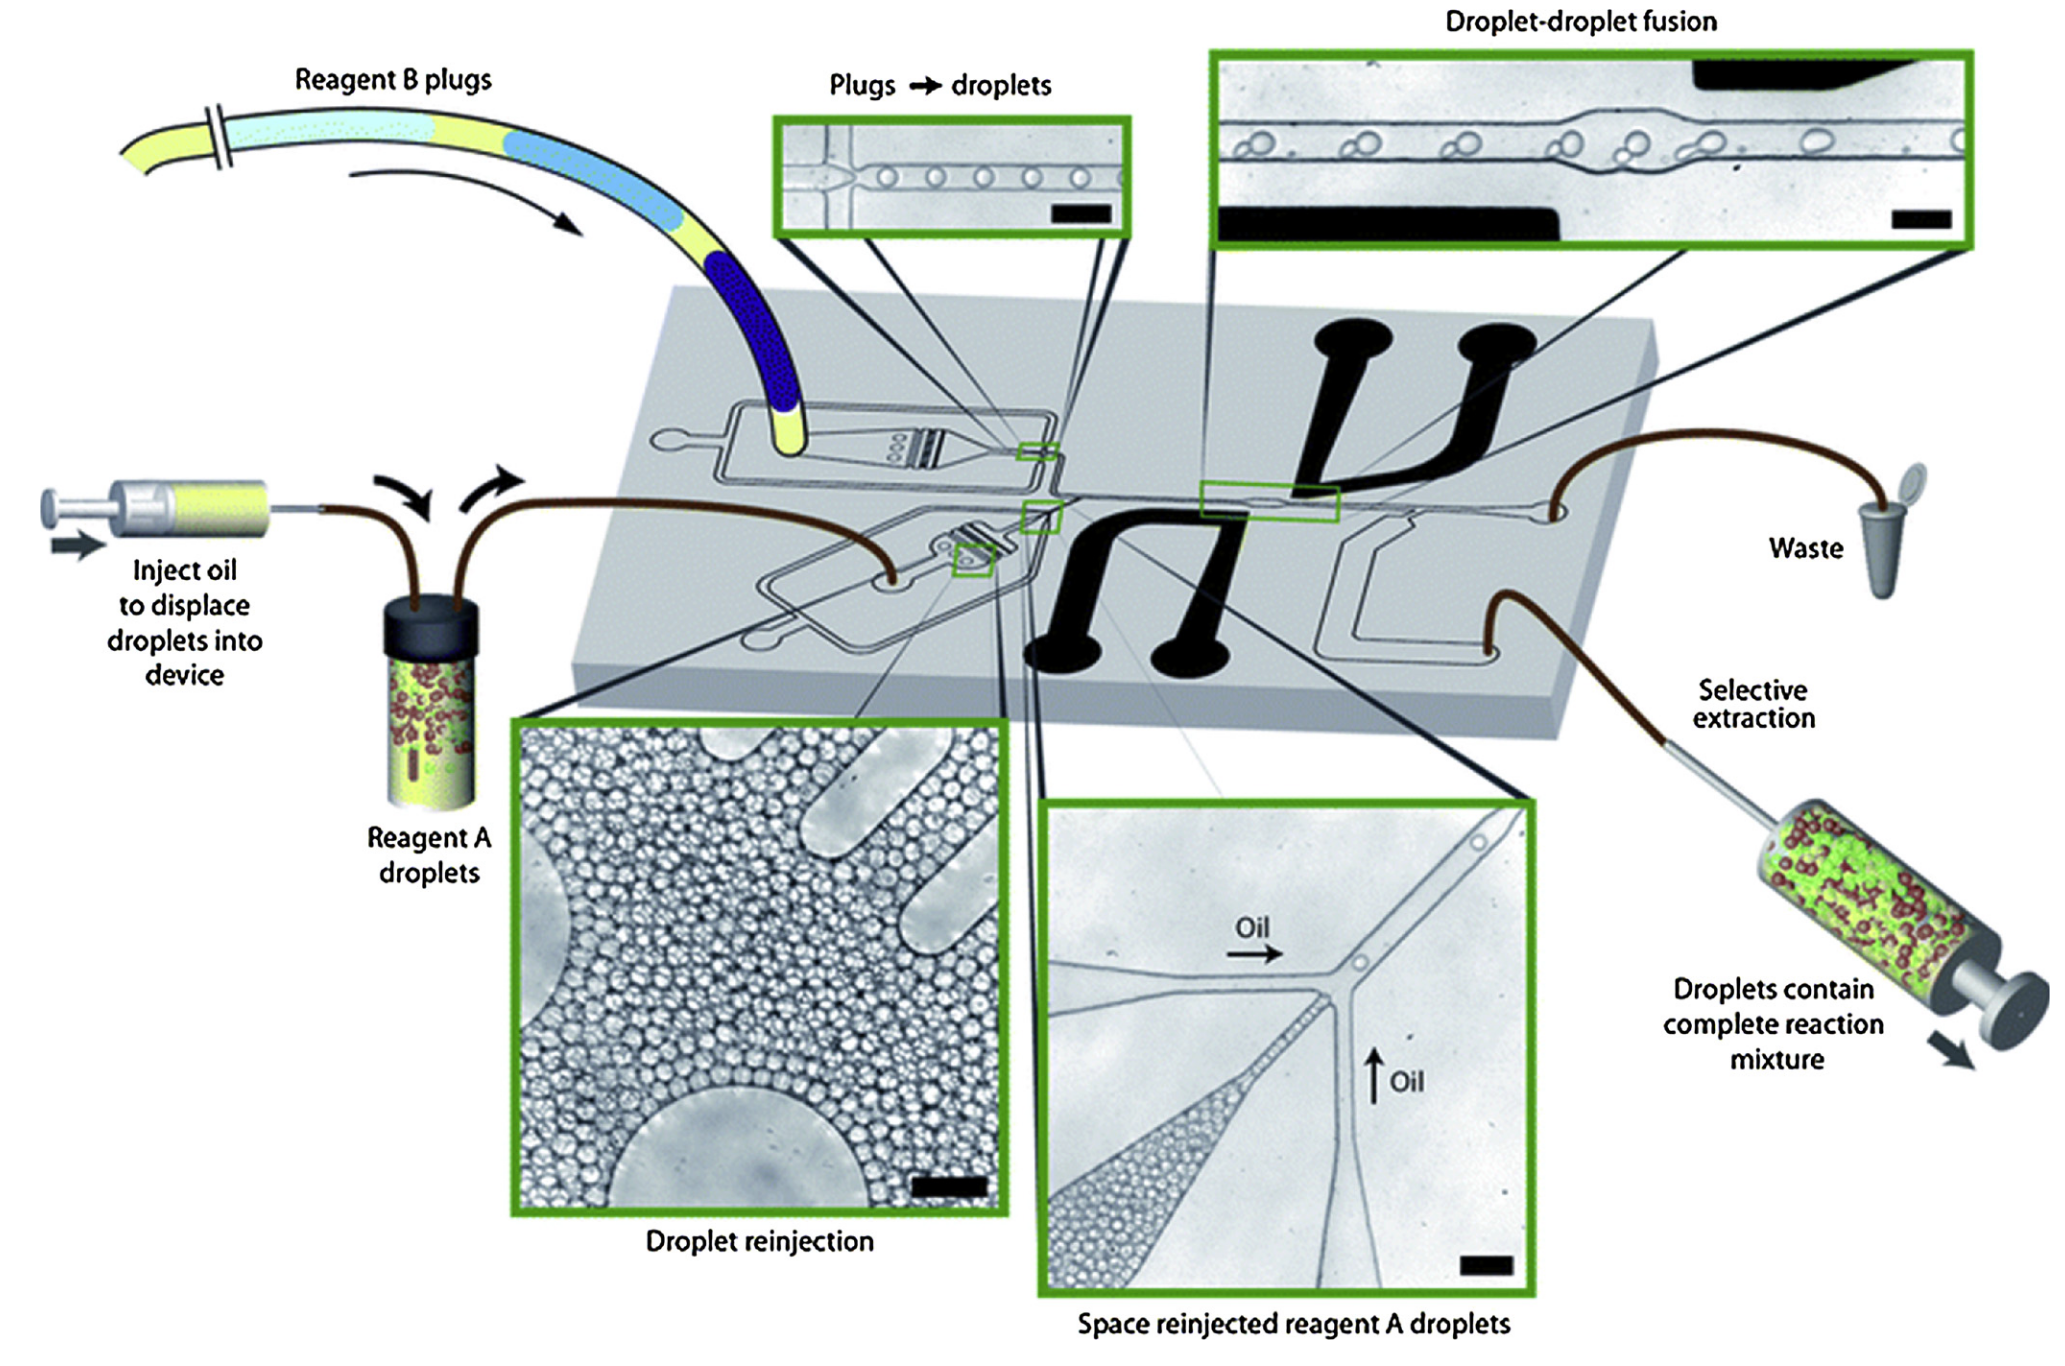 Droplet-droplet fusion
Reagent B plugs
Plugs → droplets
Inject oil
to displace
droplets into
device
Reagent A
droplets
Waste
Selective
extraction
Oil
Oil
Droplets contain
complete reaction
mixture
Droplet reinjection
Space reinjected reagent A droplets